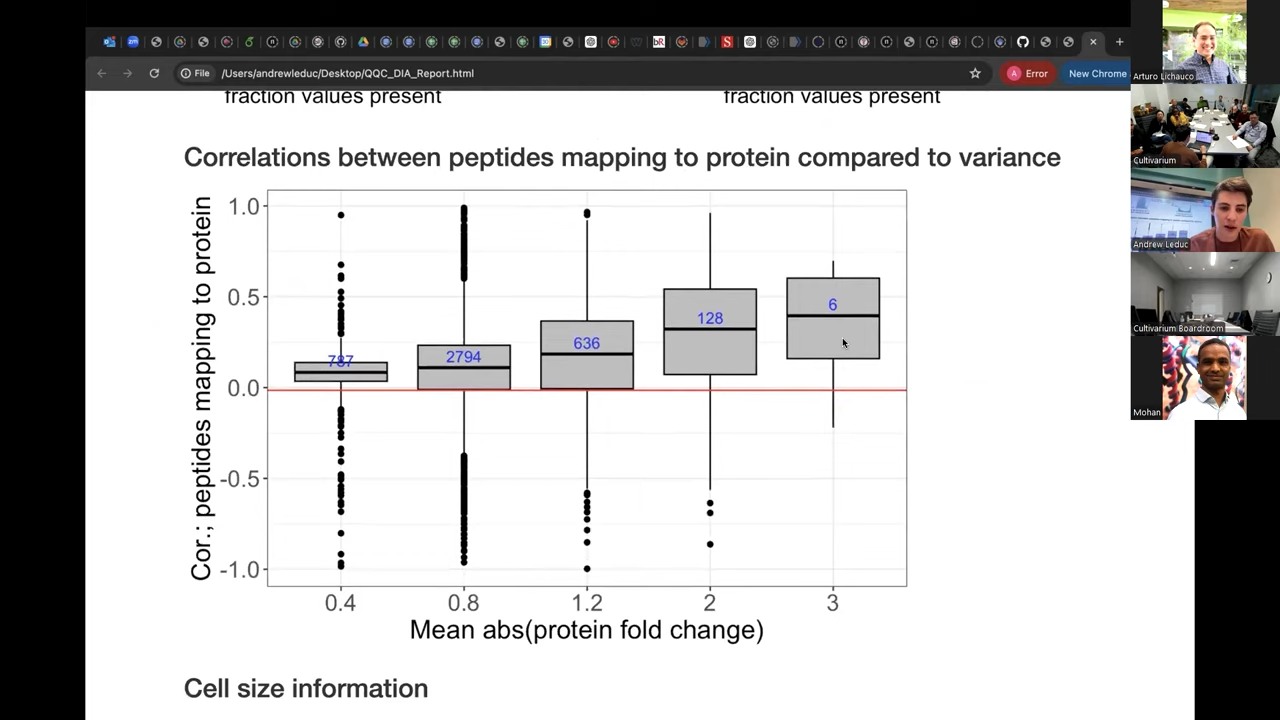 File
/Users/andrewleduc/Desktop/QQC_DIA_Report.html
Error
New Chrome
fraction values present
fraction values present
Correlations between peptides mapping to protein compared to variance
Cor.; peptides mapping to protein
1.0
0.5
0.0
-0.5
-1.0
787
2794
636
128
6
0.4
0.8
1.2
2
3
Mean abs(protein fold change)
Cell size information
Arturo Lichauco
Cultivarium
Andrew Leduc
Cultivarium Boardroom
Mohan